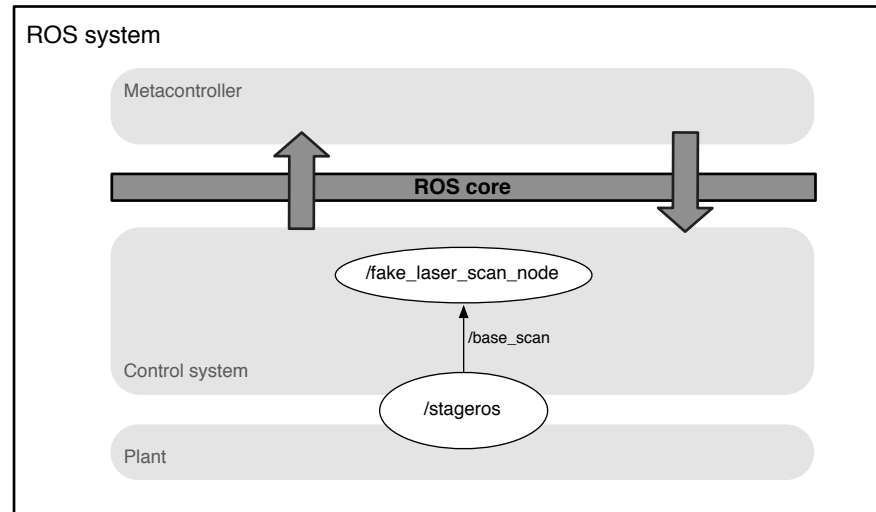 ROS system
Metacontroller
ROS core
/fake_laser_scan_node
/base_scan
Control system
/stageros
Plant